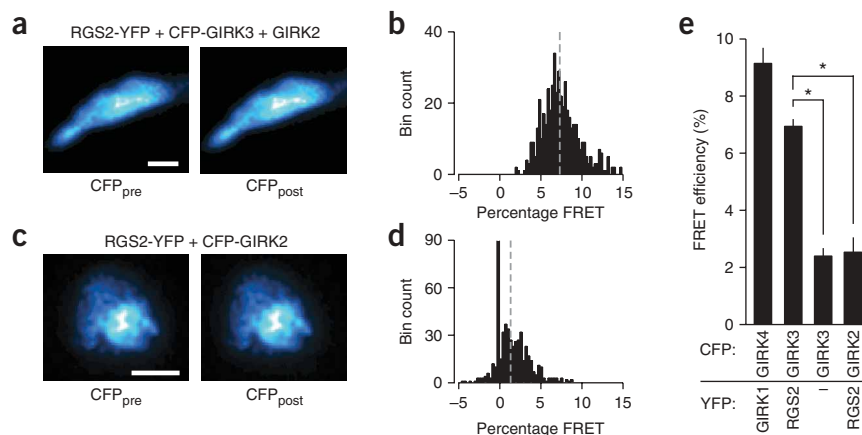 a
RGS2-YFP + CFP-GIRK3 + GIRK2
CFPpre
CFPpost
b
40
20
0
Bin count
−5 0 5 10 15
Percentage FRET
c
RGS2-YFP + CFP-GIRK2
CFPpre
CFPpost
d
90
60
30
0
Bin count
−5 0 5 10 15
Percentage FRET
e
10
8
6
4
2
0
FRET efficiency (%)
*
*
CFP: GIRK4 GIRK3 GIRK3 GIRK2
YFP: GIRK1 RGS2 – RGS2